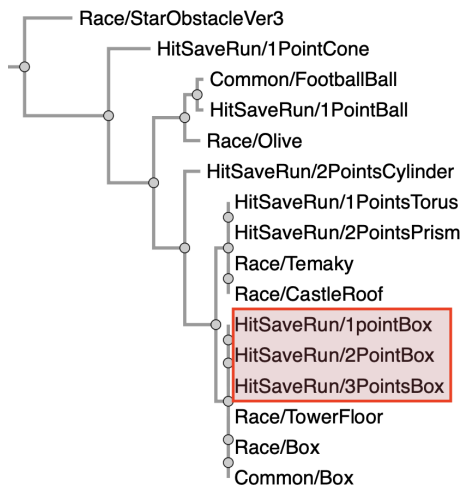 Race/StarObstacleVer3
HitSaveRun/1PointCone
Common/FootballBall
HitSaveRun/1PointBall
Race/Olive
HitSaveRun/2PointsCylinder
HitSaveRun/1PointsTorus
HitSaveRun/2PointsPrism
Race/Temaky
Race/CastleRoof
HitSaveRun/1pointBox
HitSaveRun/2PointBox
HitSaveRun/3PointsBox
Race/TowerFloor
Race/Box
Common/Box